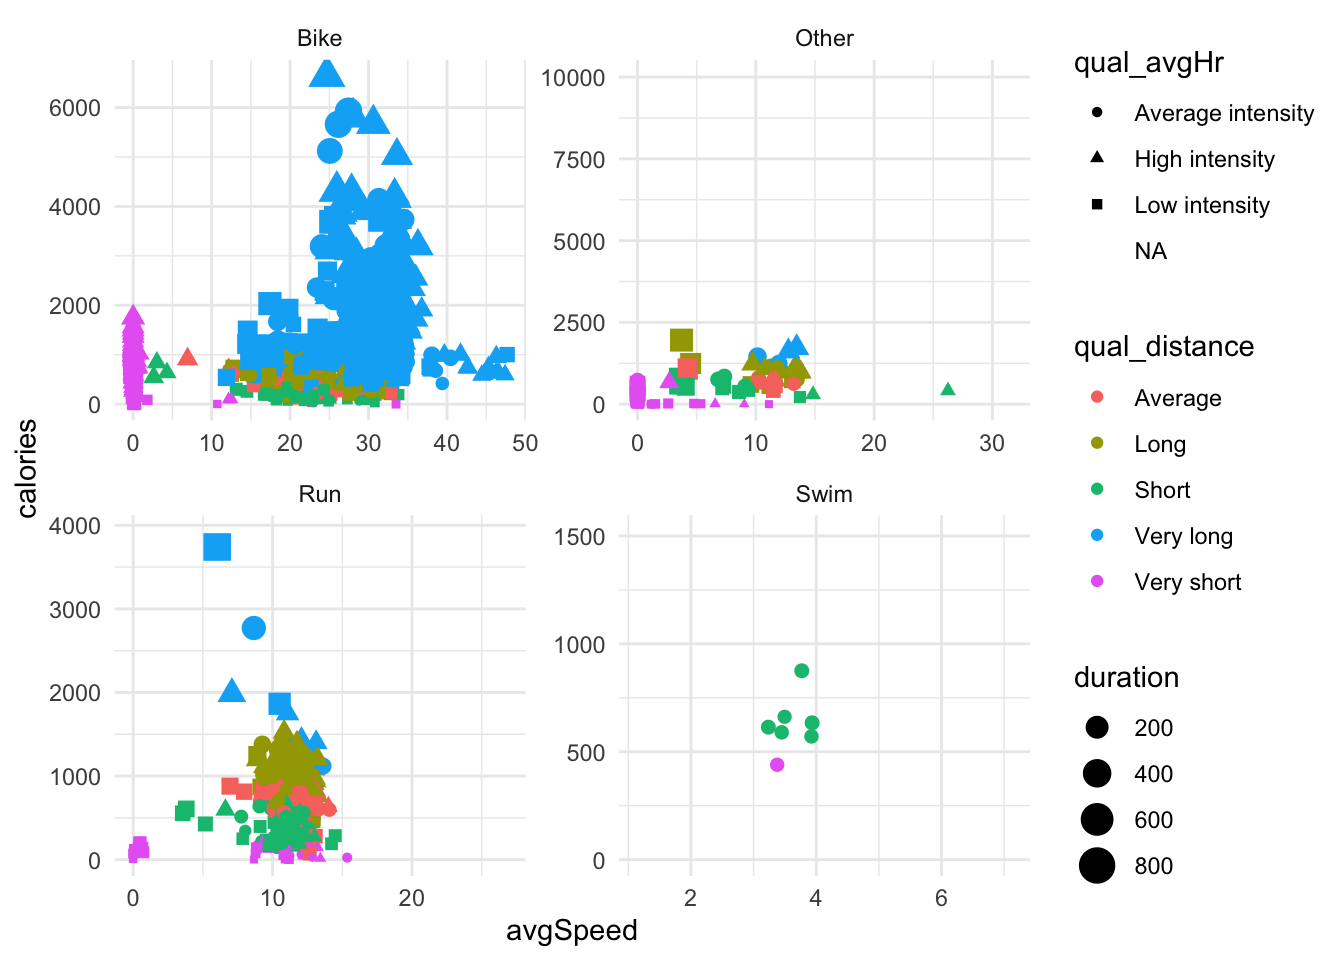 Bike
Other
6000
4000
2000
0
0 10 20 30 40 50
10000
7500
5000
2500
0
0 10 20 30
Run
Swim
4000
3000
2000
1000
0
0 10 20
1500
1000
500
0
2 4 6
calories
avgSpeed
qual_avgHr
Average intensity
High intensity
Low intensity
NA
qual_distance
Average
Long
Short
Very long
Very short
duration
200
400
600
800